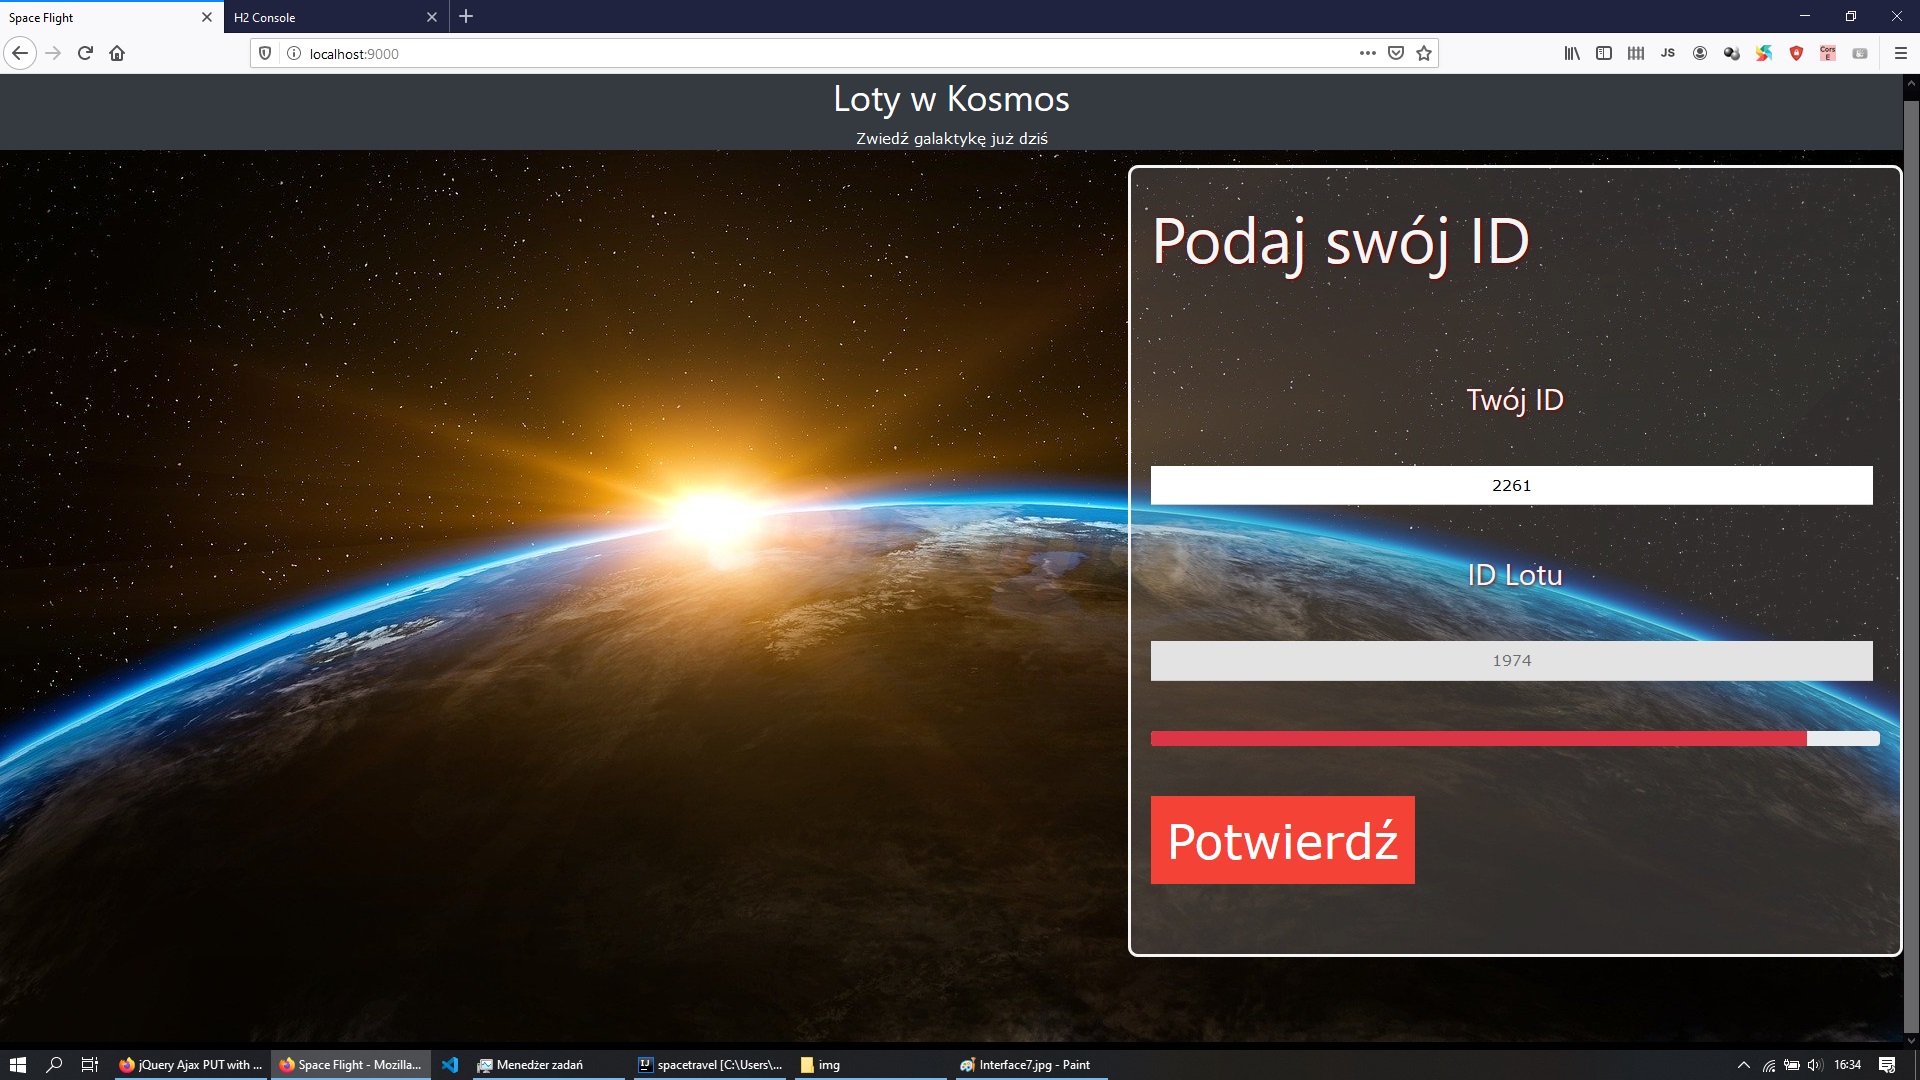 Space Flight
H2 Console
localhost:9000
JS
Cors
E
Loty w Kosmos
Zwiedź galaktykę już dziś
Podaj swój ID
Twój ID
2261
ID Lotu
1974
Potwierdź
jQuery Ajax PUT with ...
Space Flight - Mozilla...
Menedżer zadań
spacetravel [C:\Users\...
img
Interface7.jpg - Paint
16:34